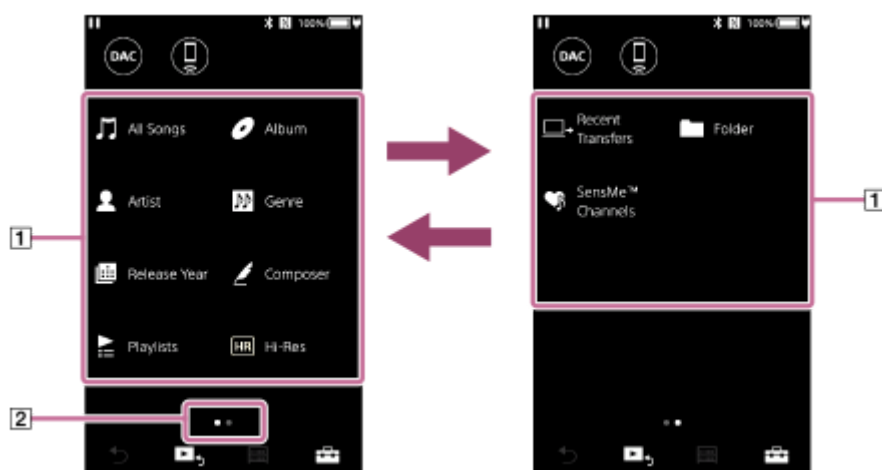 100%
DAC
All Songs
Album
Artist
Genre
Release Year
Composer
Playlists
HR Hi-Res
1
2
100%
DAC
Recent
Transfers
Folder
SensMe™
Channels
1